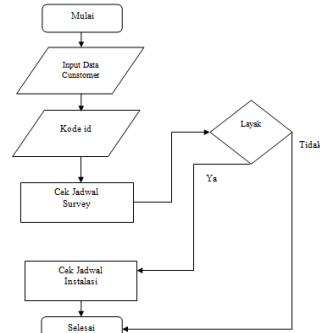 Mulai
Input Data
Cunstomer
Kode id
Layak
Tidak
Ya
Cek Jadwal
Survey
Cek Jadwal
Instalasi
Selesai